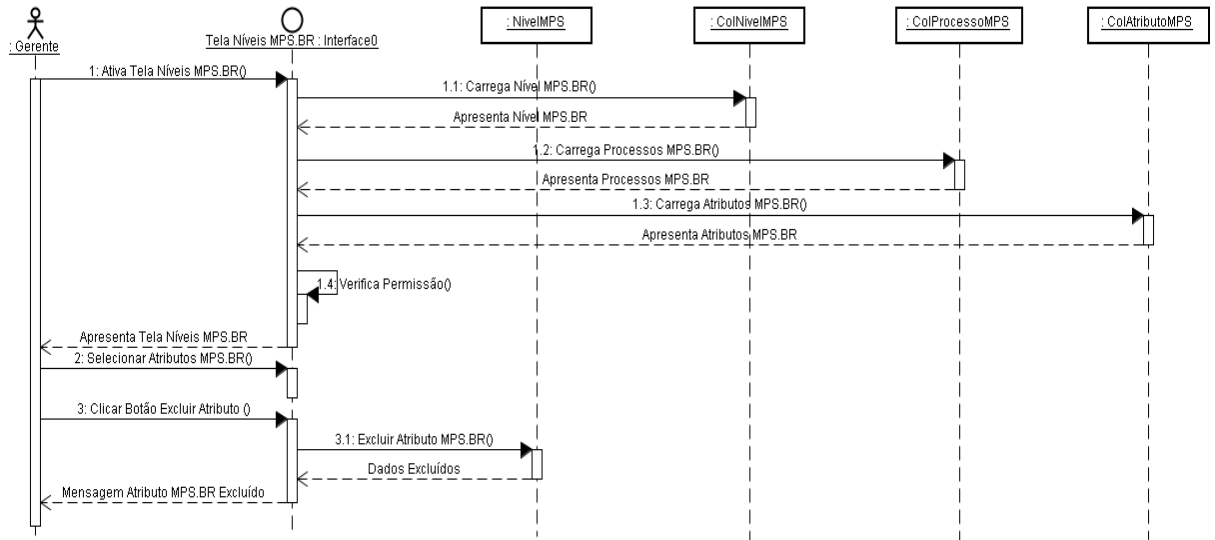 : Gerente
Tela Níveis MPS.BR : Interface0
: NivelMPS
: ColNivelMPS
: ColProcessoMPS
: ColAtributoMPS
1: Ativa Tela Níveis MPS.BR()
1.1: Carrega Nível MPS.BR()
Apresenta Nível MPS.BR
1.2: Carrega Processos MPS.BR()
Apresenta Processos MPS.BR
1.3: Carrega Atributos MPS.BR()
Apresenta Atributos MPS.BR
1.4: Verifica Permissão()
Apresenta Tela Níveis MPS.BR
2: Selecionar Atributos MPS.BR()
3: Clicar Botão Excluir Atributo ()
3.1: Excluir Atributo MPS.BR()
Dados Excluídos
Mensagem Atributo MPS.BR Excluído